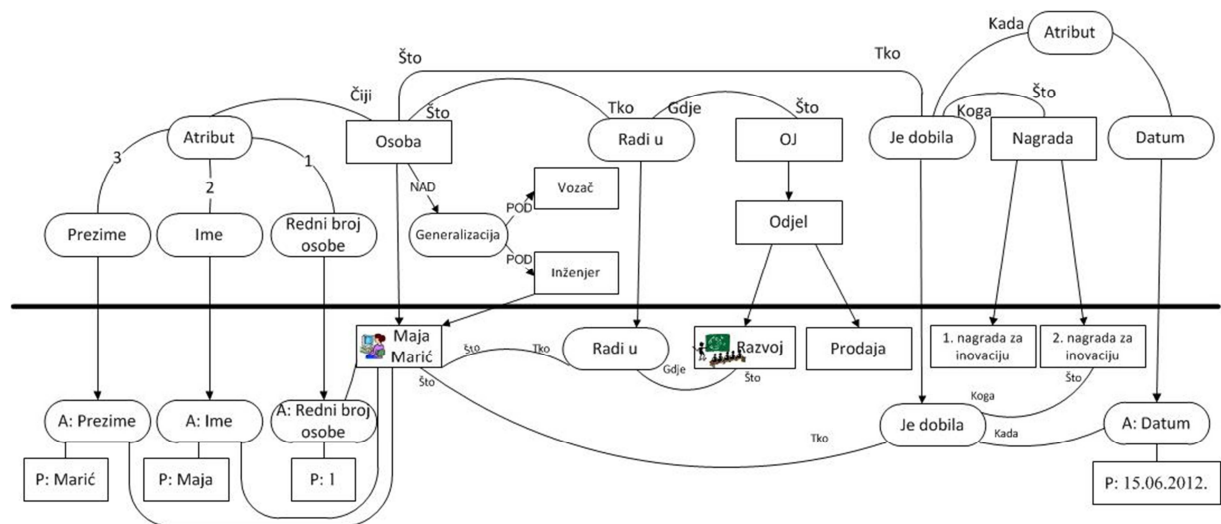 Kada
Atribut
Što
Tko
Čiji
Što
Tko
Gdje
Što
Koga
Što
Atribut
Osoba
Radi u
OJ
Je dobila
Nagrada
Datum
3
2
1
NAD
Vozač
POD
Prezime
Ime
Redni broj
osobe
Generalizacija
Odjel
POD
Inženjer
Maja
Marić
Što
Tko
Radi u
Razvoj
Prodaja
1. nagrada za
inovaciju
2. nagrada za
inovaciju
Gdje
Što
Što
Što
Koga
A: Prezime
A: Ime
A: Redni broj
osobe
Je dobila
A: Datum
Tko
Kada
P: Marić
P: Maja
P: 1
P: 15.06.2012.